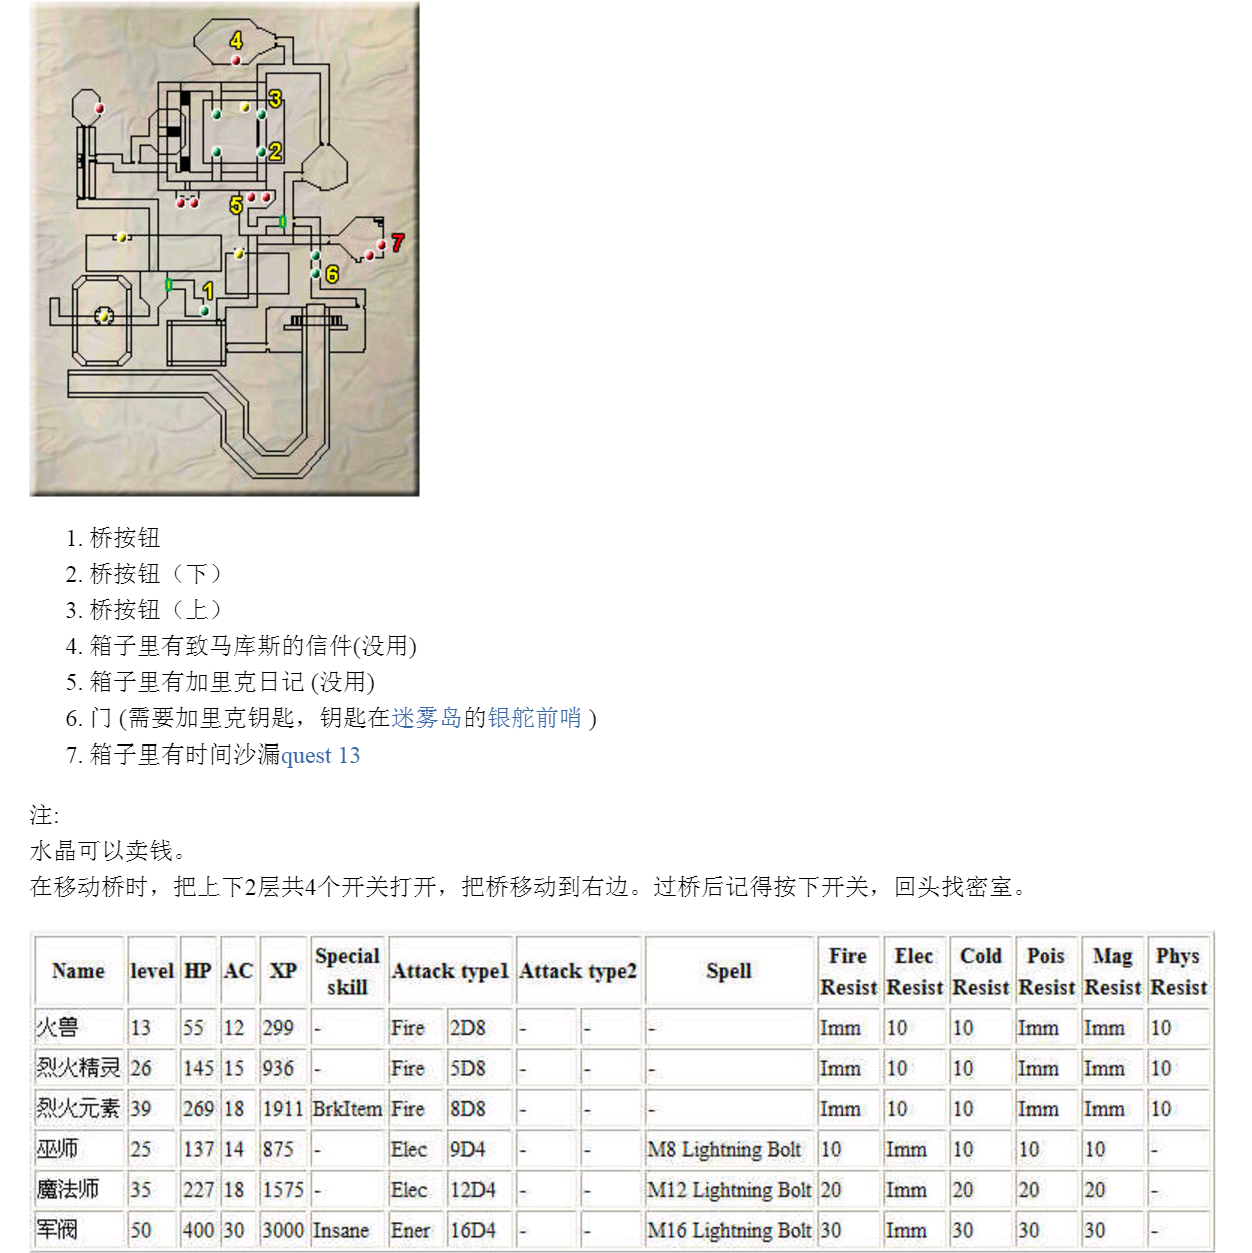 4
3
2
5
7
6
1
1. 桥按钮
2. 桥按钮（下）
3. 桥按钮（上）
4. 箱子里有致马库斯的信件(没用)
5. 箱子里有加里克日记 (没用)
6. 门 (需要加里克钥匙，钥匙在迷雾岛的银舵前哨 )
7. 箱子里有时间沙漏quest 13
注:
水晶可以卖钱。
在移动桥时，把上下2层共4个开关打开，把桥移动到右边。过桥后记得按下开关，回头找密室。
Name level HP AC XP Special skill Attack type1 Attack type2 Spell Fire Resist Elec Resist Cold Resist Pois Resist Mag Resist Phys Resist
火兽 13 55 12 299 - Fire 2D8 - - - Imm 10 10 Imm Imm 10
烈火精灵 26 145 15 936 - Fire 5D8 - - - Imm 10 10 Imm Imm 10
烈火元素 39 269 18 1911 BrkItem Fire 8D8 - - - Imm 10 10 Imm Imm 10
巫师 25 137 14 875 - Elec 9D4 - - M8 Lightning Bolt 10 Imm 10 10 10 -
魔法师 35 227 18 1575 - Elec 12D4 - - M12 Lightning Bolt 20 Imm 20 20 20 -
军阀 50 400 30 3000 Insane Ener 16D4 - - M16 Lightning Bolt 30 Imm 30 30 30 -